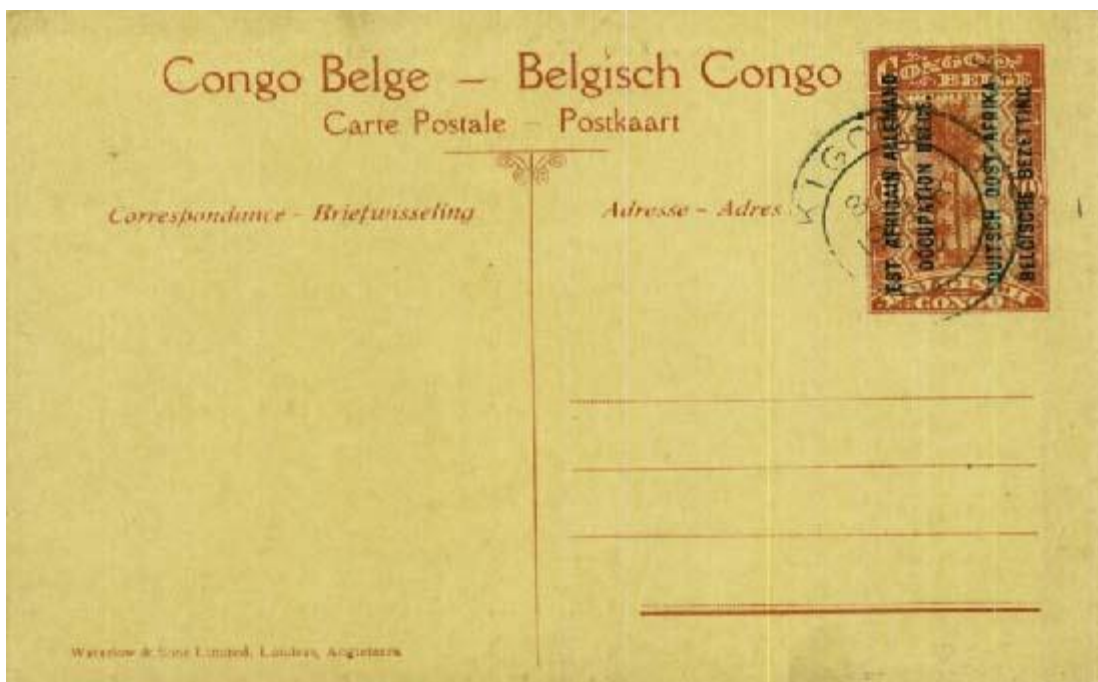 Congo Belge – Belgisch Congo
Carte Postale – Postkaart
Correspondance – Briefwisseling
Adresse – Adres
CONGO
BELGE
EST AFRICAIN ALLEMAND
OCCUPATION BELGE.
DUITSCH OOST AFRIKA
BELGISCHE BEZETTING
CONGO
KIGO
Waterlow & Sons Limited, Londres, Angleterre